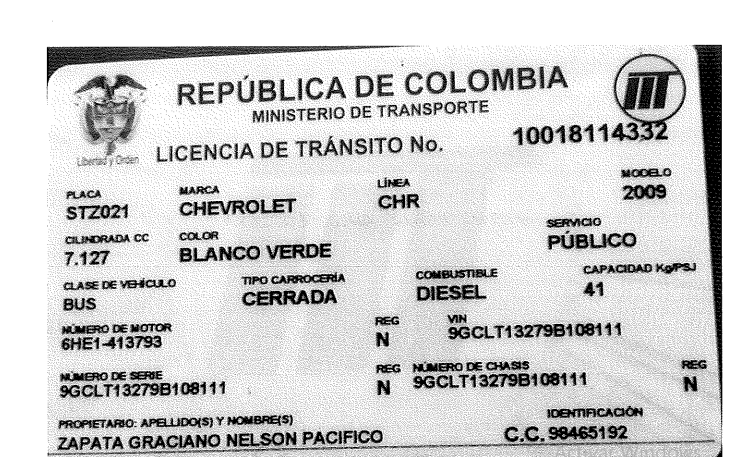 REPÚBLICA DE COLOMBIA
MINISTERIO DE TRANSPORTE
Libertad y Orden
LICENCIA DE TRÁNSITO No. 10018114332
PLACA MARCA LÍNEA MODELO
STZ021 CHEVROLET CHR 2009
CILINDRADA CC COLOR SERVICIO
7.127 BLANCO VERDE PÚBLICO
CLASE DE VEHÍCULO TIPO CARROCERÍA COMBUSTIBLE CAPACIDAD Kg/PSJ
BUS CERRADA DIESEL 41
NÚMERO DE MOTOR REG VIN
6HE1-413793 N 9GCLT13279B108111
NÚMERO DE SERIE REG NÚMERO DE CHASIS REG
9GCLT13279B108111 N 9GCLT13279B108111 N
PROPIETARIO: APELLIDO(S) Y NOMBRE(S) IDENTIFICACIÓN
ZAPATA GRACIANO NELSON PACIFICO C.C. 98465192
Activar Windows